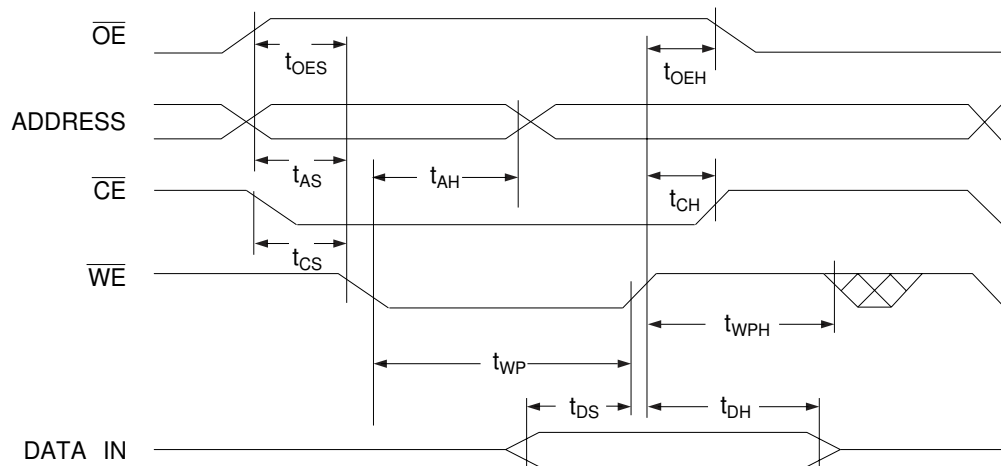 OE
tOES
tOEH
ADDRESS
tAS
tAH
tCH
CE
tCS
WE
tWPH
tWP
tDS
tDH
DATA IN